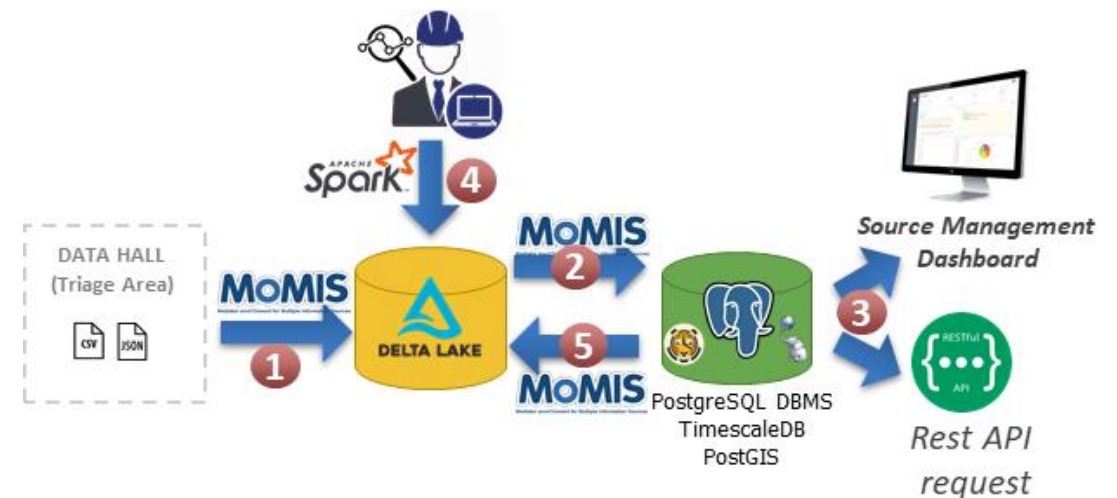 APACHE
Spark
4
DATA HALL
(Triage Area)
CSV
JSON
MOMIS
1
DELTA LAKE
MOMIS
2
5
MOMIS
PostgreSQL DBMS
TimescaleDB
PostGIS
3
Source Management
Dashboard
RESTful
{•••}
API
Rest API
request